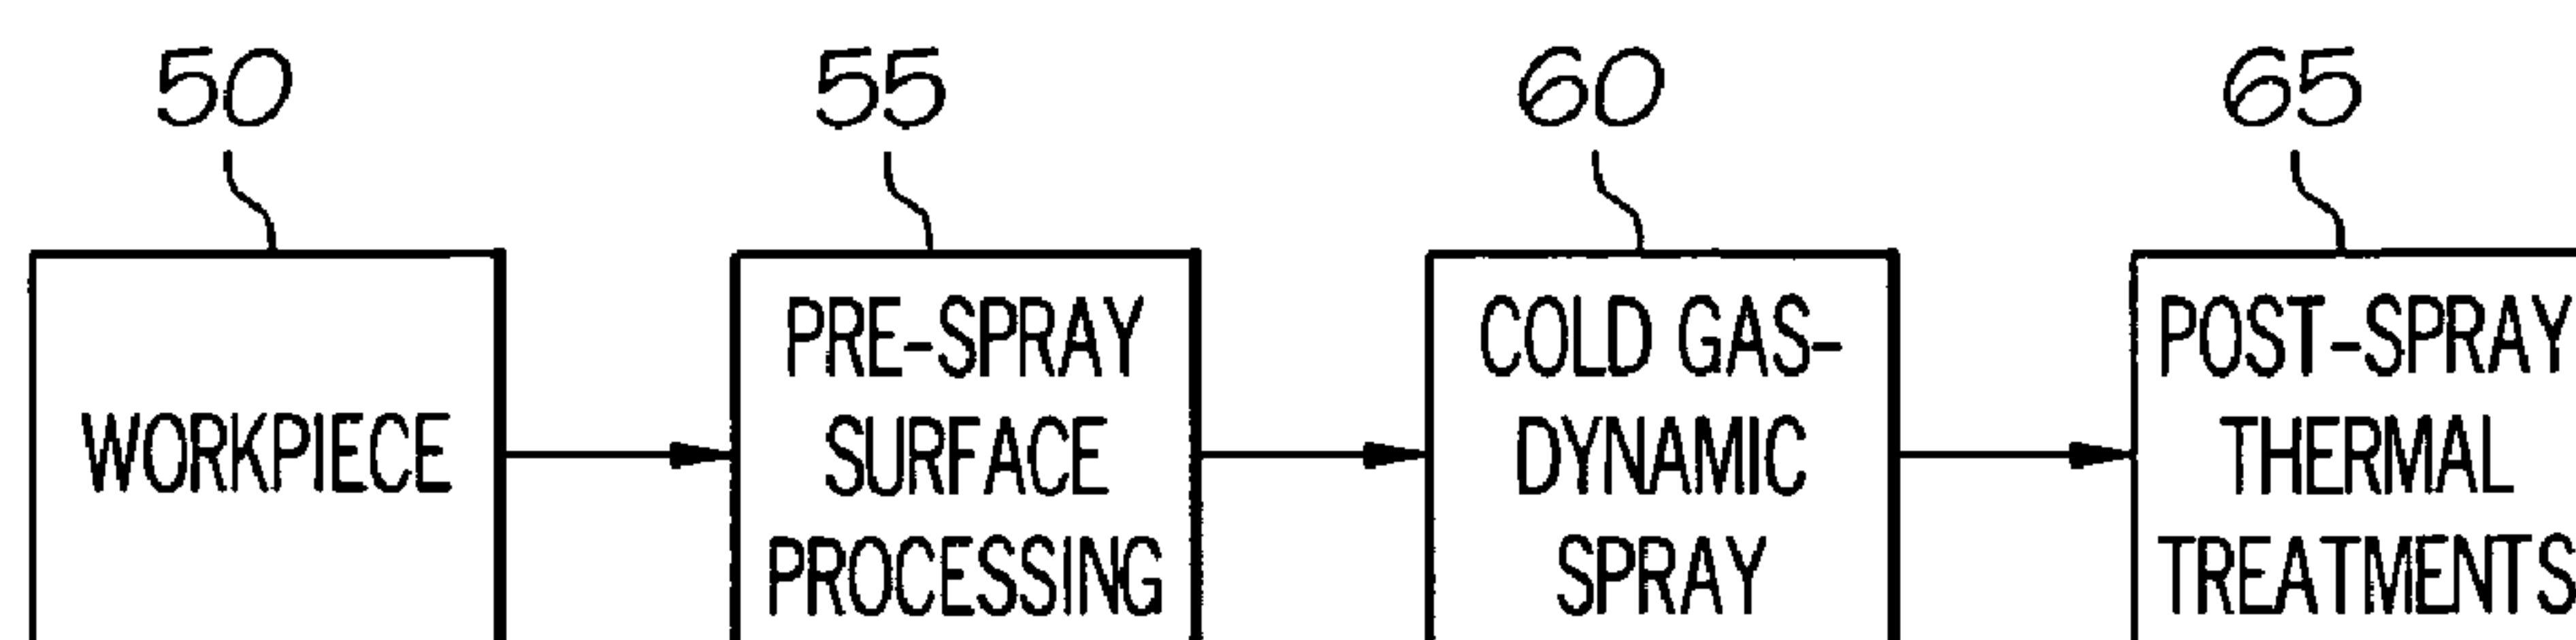 50
55
60
65
WORKPIECE
PRE-SPRAY
SURFACE
PROCESSING
COLD GAS-
DYNAMIC
SPRAY
POST-SPRAY
THERMAL
TREATMENTS